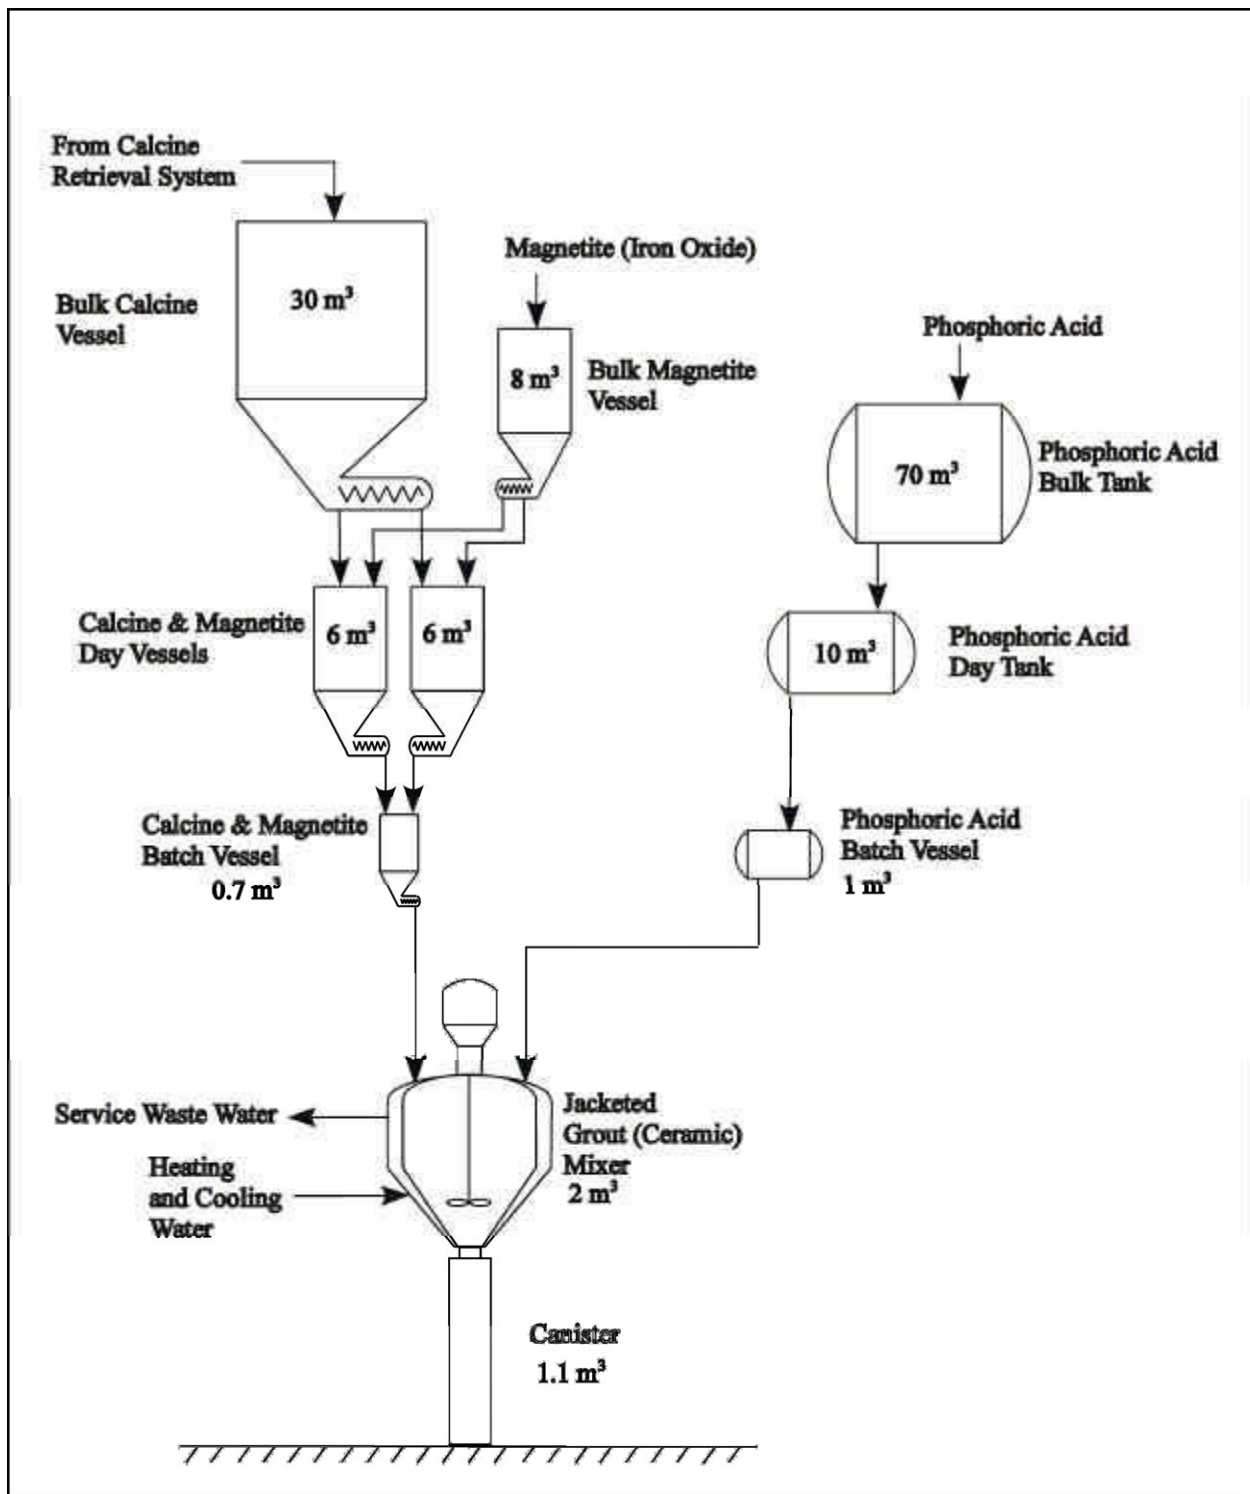 From Calcine
Retrieval System
Magnetite (Iron Oxide)
30 m³
Bulk Calcine
Vessel
Phosphoric Acid
8 m³
Bulk Magnetite
Vessel
70 m³
Phosphoric Acid
Bulk Tank
Calcine & Magnetite
Day Vessels
6 m³
6 m³
10 m³
Phosphoric Acid
Day Tank
Calcine & Magnetite
Batch Vessel
0.7 m³
Phosphoric Acid
Batch Vessel
1 m³
Service Waste Water
Jacketed
Grout (Ceramic)
Mixer
2 m³
Heating
and Cooling
Water
Canister
1.1 m³